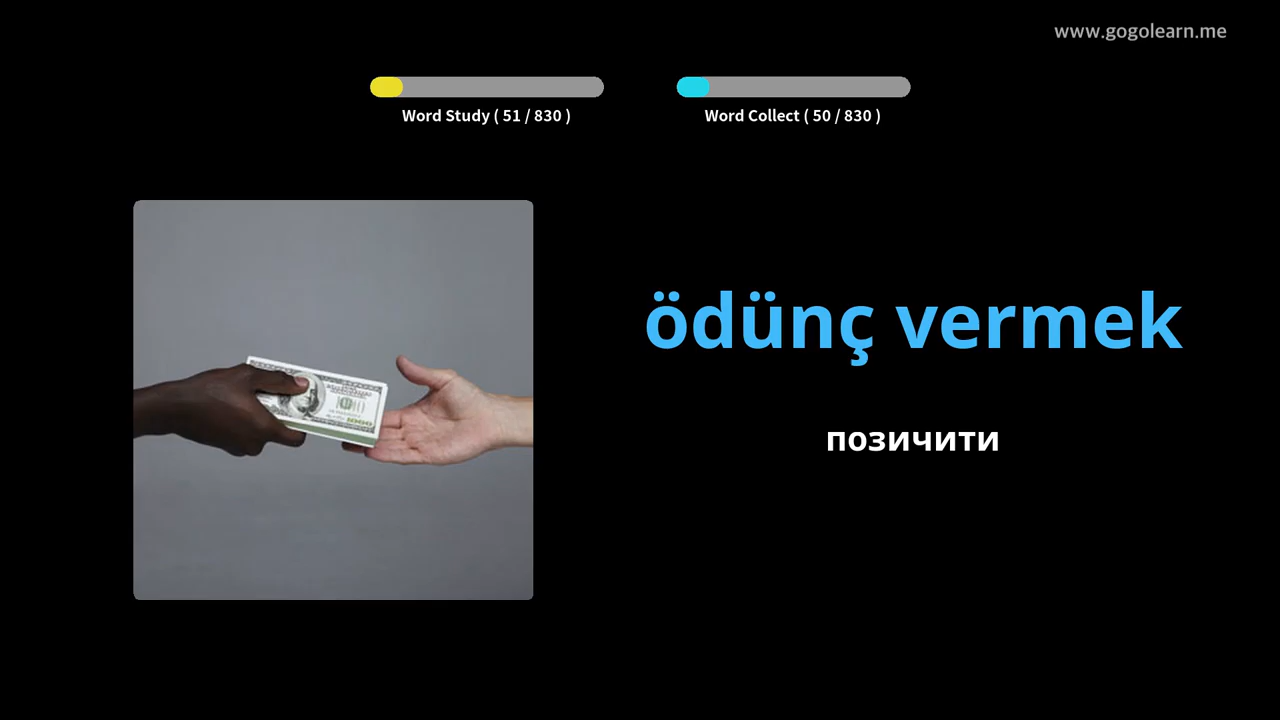 www.gogolearn.me
Word Study ( 51 / 830 )
Word Collect ( 50 / 830 )
ödünç vermek
позичити